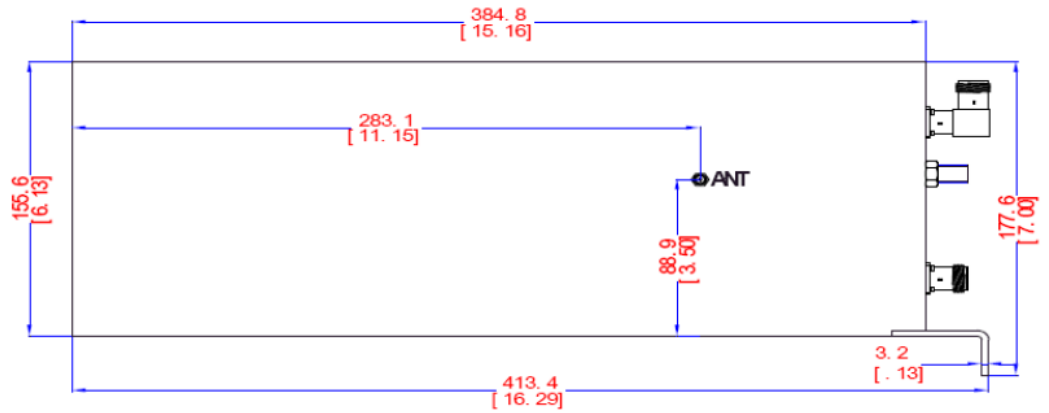 384. 8
[ 15. 16]
283. 1
[ 11. 15]
ANT
155.6
[6. 13]
88. 9
[ 3. 50]
177.6
[7. 00]
3. 2
[ . 13]
413. 4
[ 16. 29]